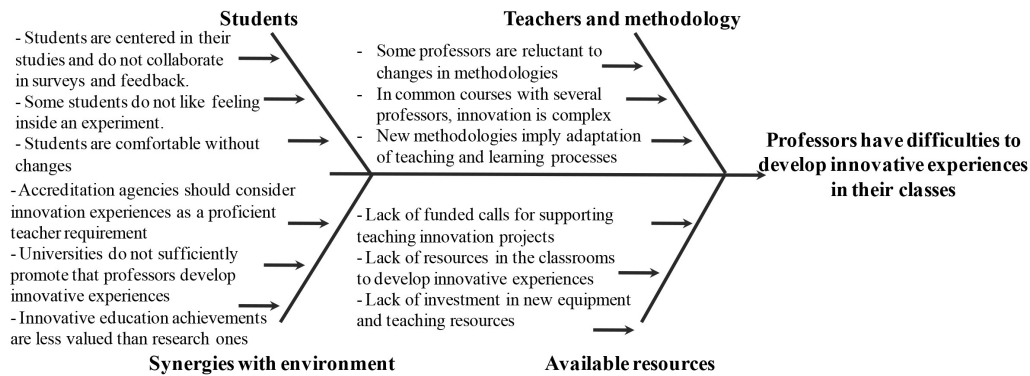 Students
- Students are centered in their
studies and do not collaborate
in surveys and feedback.
- Some students do not like feeling
inside an experiment.
- Students are comfortable without
changes
Teachers and methodology
- Some professors are reluctant to
changes in methodologies
- In common courses with several
professors, innovation is complex
- New methodologies imply adaptation
of teaching and learning processes
Professors have difficulties to
develop innovative experiences
in their classes
- Accreditation agencies should consider
innovation experiences as a proficient
teacher requirement
- Universities do not sufficiently
promote that professors develop
innovative experiences
- Innovative education achievements
are less valued than research ones
Synergies with environment
- Lack of funded calls for supporting
teaching innovation projects
- Lack of resources in the classrooms
to develop innovative experiences
- Lack of investment in new equipment
and teaching resources
Available resources